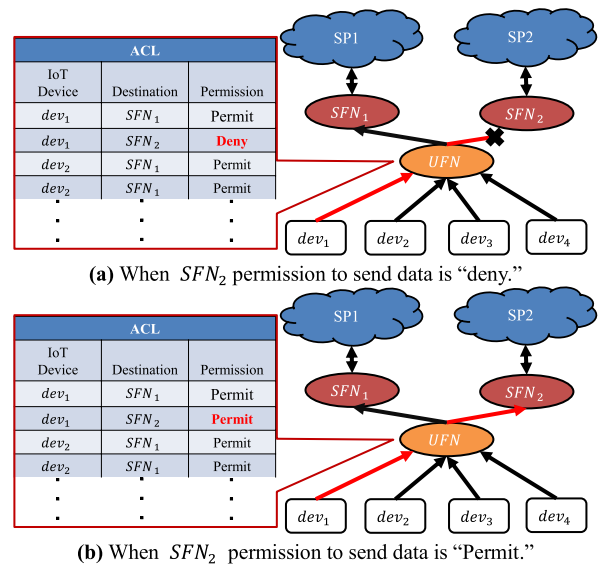 ACL
IoT Device Destination Permission
dev₁ SFN₁ Permit
dev₁ SFN₂ Deny
dev₂ SFN₁ Permit
dev₂ SFN₁ Permit
. . .
. . .
. . .
SP1 SP2
SFN₁ SFN₂
UFN
dev₁ dev₂ dev₃ dev₄
(a) When SFN₂ permission to send data is “deny.”
ACL
IoT Device Destination Permission
dev₁ SFN₁ Permit
dev₁ SFN₂ Permit
dev₂ SFN₁ Permit
dev₂ SFN₁ Permit
. . .
. . .
. . .
SP1 SP2
SFN₁ SFN₂
UFN
dev₁ dev₂ dev₃ dev₄
(b) When SFN₂ permission to send data is “Permit.”